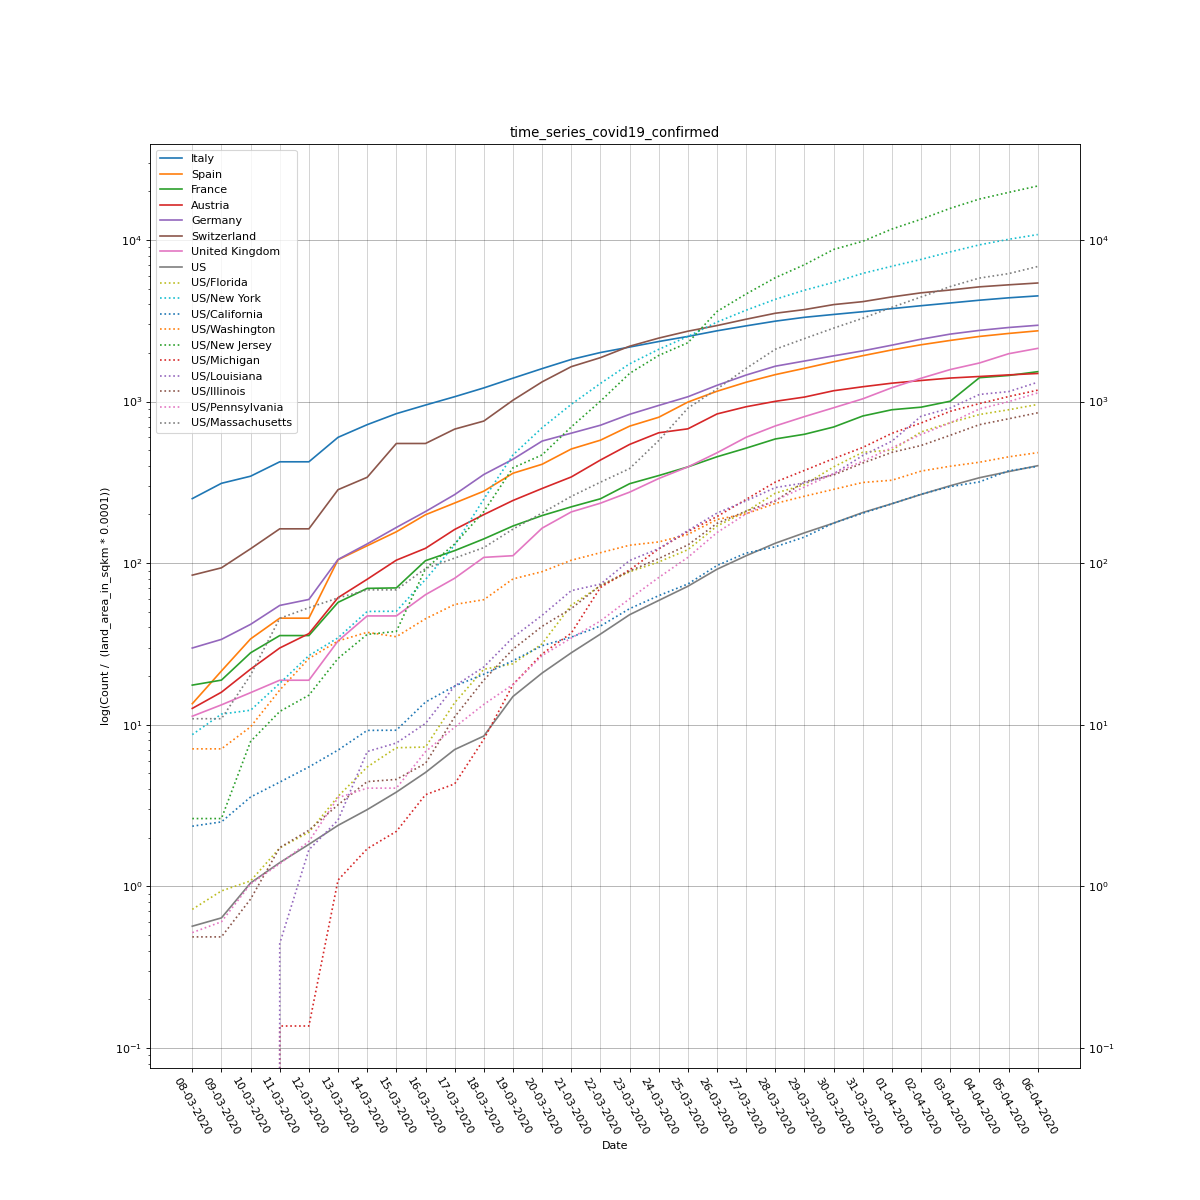 time_series_covid19_confirmed
Italy
Spain
France
Austria
Germany
Switzerland
United Kingdom
US
US/Florida
US/New York
US/California
US/Washington
US/New Jersey
US/Michigan
US/Louisiana
US/Illinois
US/Pennsylvania
US/Massachusetts
log(Count / (land_area_in_sqkm * 0.0001))
10⁴
10³
10²
10¹
10⁰
10⁻¹
10⁴
10³
10²
10¹
10⁰
10⁻¹
08-03-2020
09-03-2020
10-03-2020
11-03-2020
12-03-2020
13-03-2020
14-03-2020
15-03-2020
16-03-2020
17-03-2020
18-03-2020
19-03-2020
20-03-2020
21-03-2020
22-03-2020
23-03-2020
24-03-2020
25-03-2020
26-03-2020
27-03-2020
28-03-2020
29-03-2020
30-03-2020
31-03-2020
01-04-2020
02-04-2020
03-04-2020
04-04-2020
05-04-2020
06-04-2020
Date